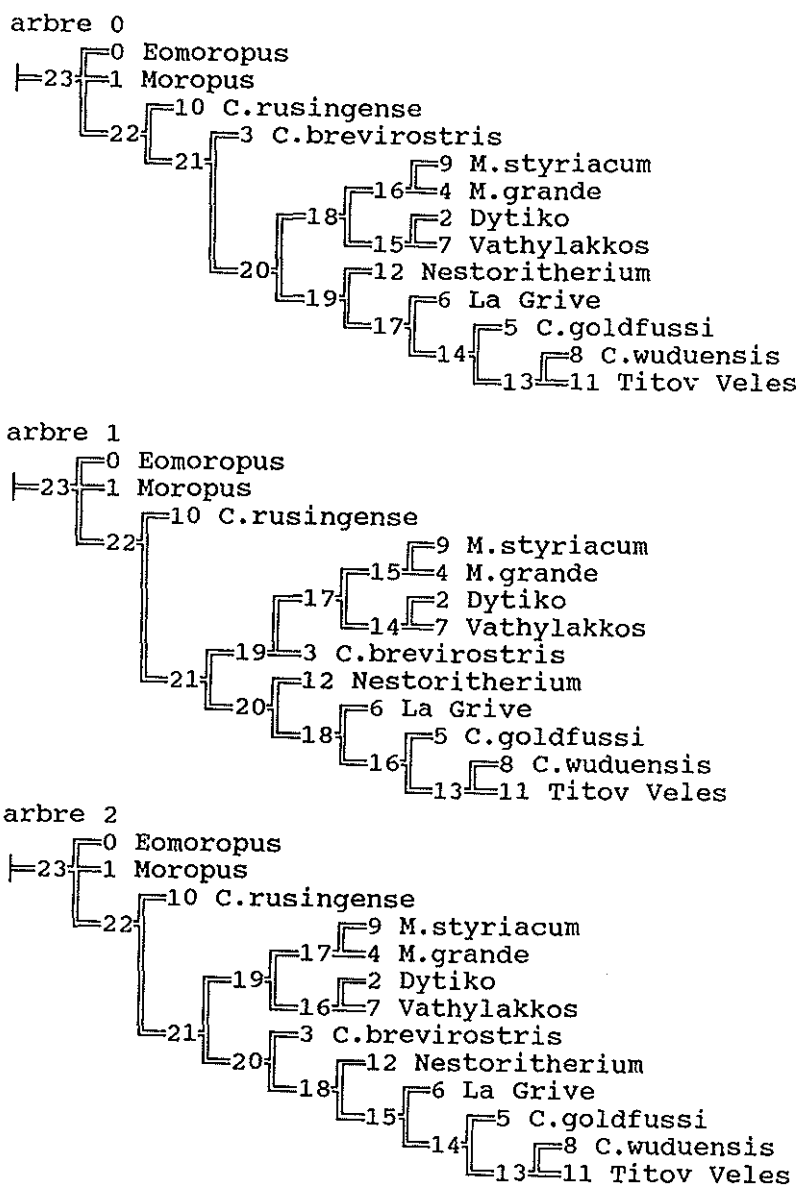 arbre 0
0 Eomoropus
23 1 Moropus
10 C.rusingense
22 3 C.brevirostris
21 9 M.styriacum
16 4 M.grande
18 2 Dytiko
15 7 Vathylakkos
20 12 Nestoritherium
19 6 La Grive
17 5 C.goldfussi
14 8 C.wuduensis
13 11 Titov Veles
arbre 1
0 Eomoropus
23 1 Moropus
10 C.rusingense
22 9 M.styriacum
15 4 M.grande
17 2 Dytiko
14 7 Vathylakkos
19 3 C.brevirostris
21 12 Nestoritherium
20 6 La Grive
18 5 C.goldfussi
16 8 C.wuduensis
13 11 Titov Veles
arbre 2
0 Eomoropus
23 1 Moropus
10 C.rusingense
22 9 M.styriacum
17 4 M.grande
19 2 Dytiko
16 7 Vathylakkos
21 3 C.brevirostris
20 12 Nestoritherium
18 6 La Grive
15 5 C.goldfussi
14 8 C.wuduensis
13 11 Titov Veles